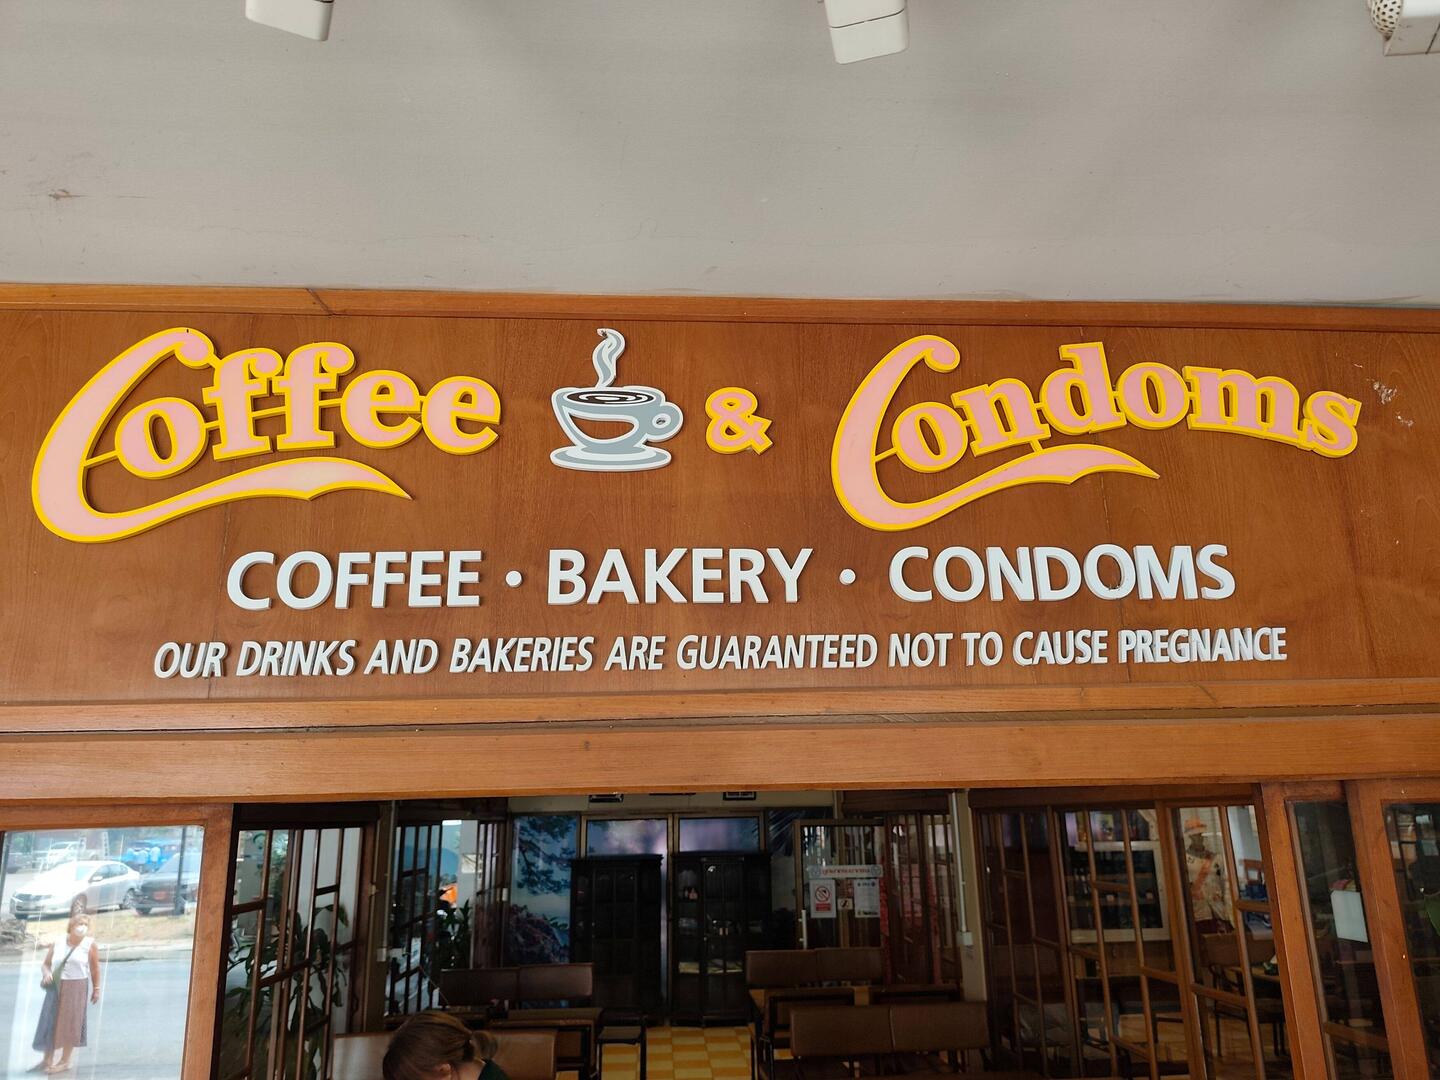 Coffee & Condoms
COFFEE • BAKERY • CONDOMS
OUR DRINKS AND BAKERIES ARE GUARANTEED NOT TO CAUSE PREGNANCE